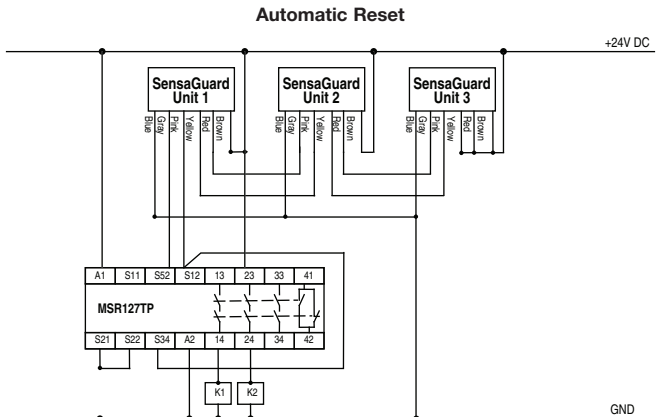 Automatic Reset
+24V DC
SensaGuard
Unit 1
SensaGuard
Unit 2
SensaGuard
Unit 3
Blue
Gray
Pink
Yellow
Red
Brown
Blue
Gray
Pink
Yellow
Red
Brown
Blue
Gray
Pink
Yellow
Red
Brown
A1 S11 S52 S12 13 23 33 41
MSR127TP
S21 S22 S34 A2 14 24 34 42
K1 K2
GND